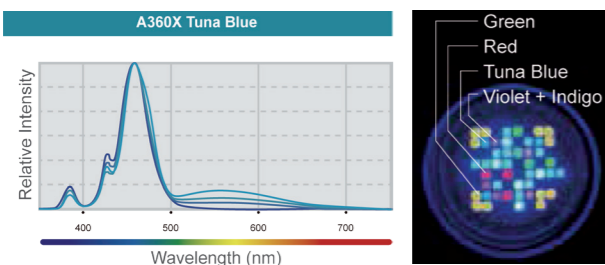 A360X Tuna Blue
Relative Intensity
400 500 600 700
Wavelength (nm)
Green
Red
Tuna Blue
Violet + Indigo